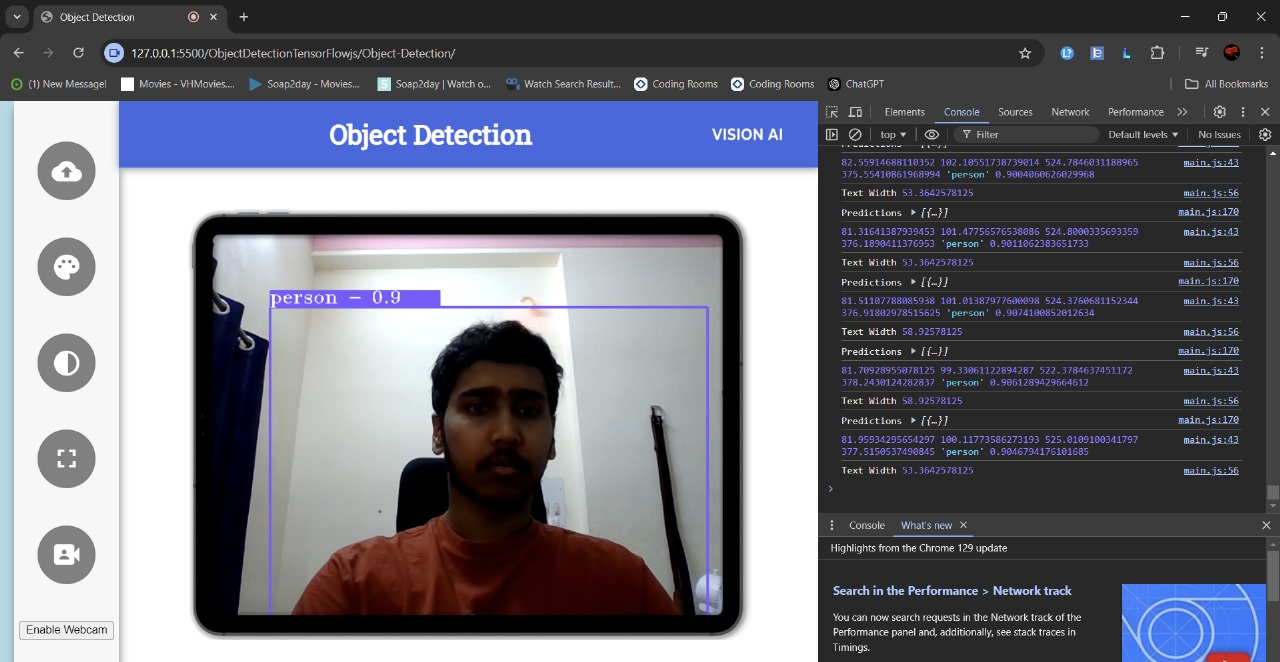 Object Detection
127.0.0.1:5500/ObjectDetectionTensorFlowjs/Object-Detection/
(1) New Message!
Movies - VHMovies....
Soap2day - Movies...
Soap2day | Watch o...
Watch Search Result...
Coding Rooms
Coding Rooms
ChatGPT
All Bookmarks
Object Detection
VISION AI
person - 0.9
Enable Webcam
Elements Console Sources Network Performance
top Filter Default levels No Issues
Predictions [{…}]
82.55914688110352 102.10551738739014 524.7846031188965 main.js:43
375.55410861968994 'person' 0.9004060626029968
Text Width 53.3642578125 main.js:56
Predictions [{…}] main.js:170
81.31641387939453 101.47756576538086 524.8000335693359 main.js:43
376.1890411376953 'person' 0.9011062383651733
Text Width 53.3642578125 main.js:56
Predictions [{…}] main.js:170
81.51107788085938 101.01387977600098 524.3760681152344 main.js:43
376.91802978515625 'person' 0.9074100852012634
Text Width 58.92578125 main.js:56
Predictions [{…}] main.js:170
81.70928955078125 99.33061122894287 522.3784637451172 main.js:43
378.2430124282837 'person' 0.9061289429664612
Text Width 58.92578125 main.js:56
Predictions [{…}] main.js:170
81.95934295654297 100.11773586273193 525.0109100341797 main.js:43
377.5150537490845 'person' 0.9046794176101685
Text Width 53.3642578125 main.js:56
Console What's new
Highlights from the Chrome 129 update
Search in the Performance > Network track
You can now search requests in the Network track of the
Performance panel and, additionally, see stack traces in
Timings.